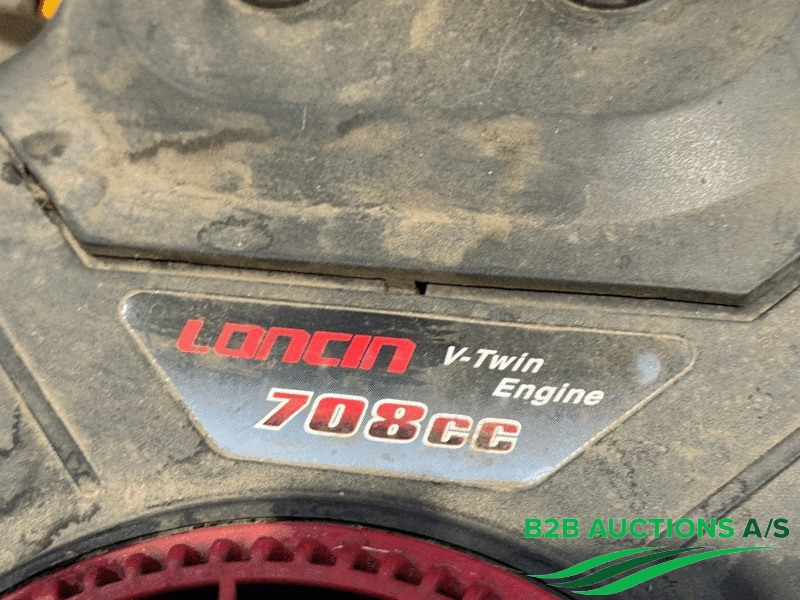 LONCIN V-Twin
Engine
708cc
B2B AUCTIONS A/S